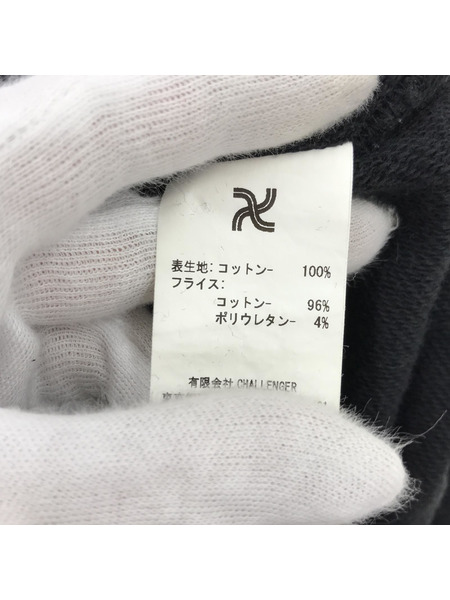 表生地: コットン- 100%
フライス:
コットン- 96%
ポリウレタン- 4%
有限会社 CHALLENGER